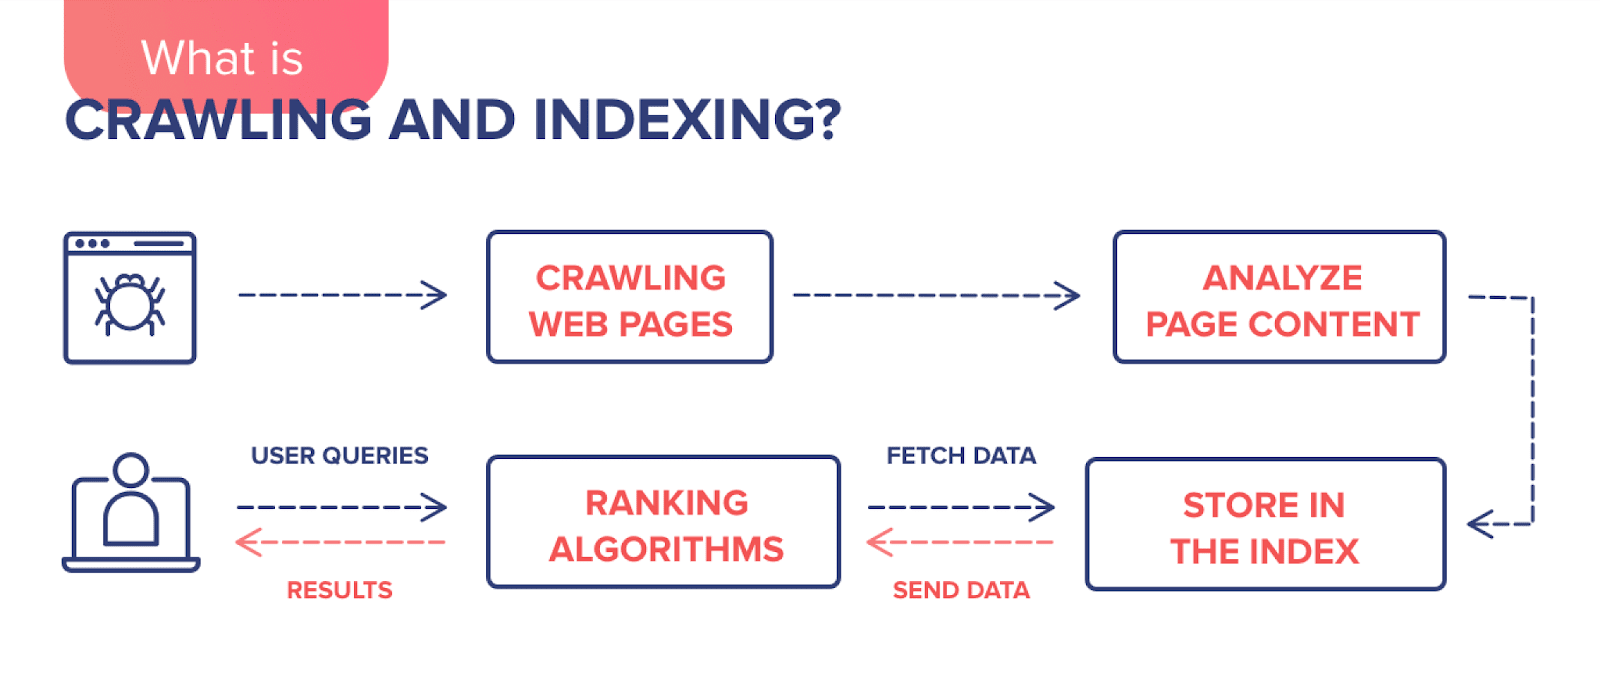 What is
CRAWLING AND INDEXING?
CRAWLING
WEB PAGES
ANALYZE
PAGE CONTENT
USER QUERIES
RESULTS
RANKING
ALGORITHMS
FETCH DATA
SEND DATA
STORE IN
THE INDEX